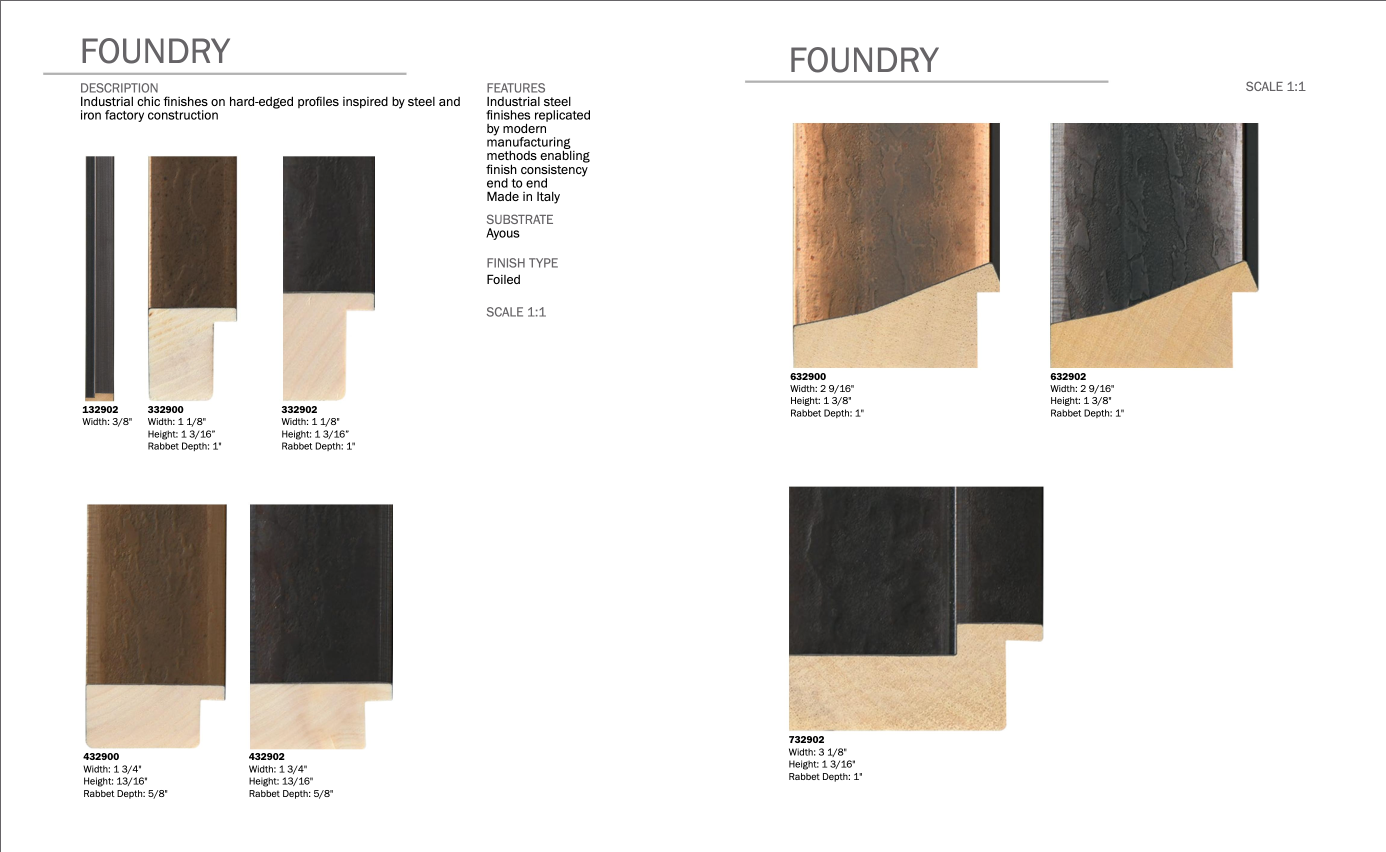 FOUNDRY
DESCRIPTION
Industrial chic finishes on hard-edged profiles inspired by steel and
iron factory construction
FEATURES
Industrial steel
finishes replicated
by modern
manufacturing
methods enabling
finish consistency
end to end
Made in Italy
SUBSTRATE
Ayous
FINISH TYPE
Foiled
SCALE 1:1
132902
Width: 3/8"
332900
Width: 1 1/8"
Height: 1 3/16”
Rabbet Depth: 1"
332902
Width: 1 1/8"
Height: 1 3/16”
Rabbet Depth: 1"
432900
Width: 1 3/4"
Height: 13/16"
Rabbet Depth: 5/8"
432902
Width: 1 3/4"
Height: 13/16"
Rabbet Depth: 5/8"
FOUNDRY
SCALE 1:1
632900
Width: 2 9/16"
Height: 1 3/8"
Rabbet Depth: 1"
632902
Width: 2 9/16"
Height: 1 3/8"
Rabbet Depth: 1"
732902
Width: 3 1/8"
Height: 1 3/16"
Rabbet Depth: 1"